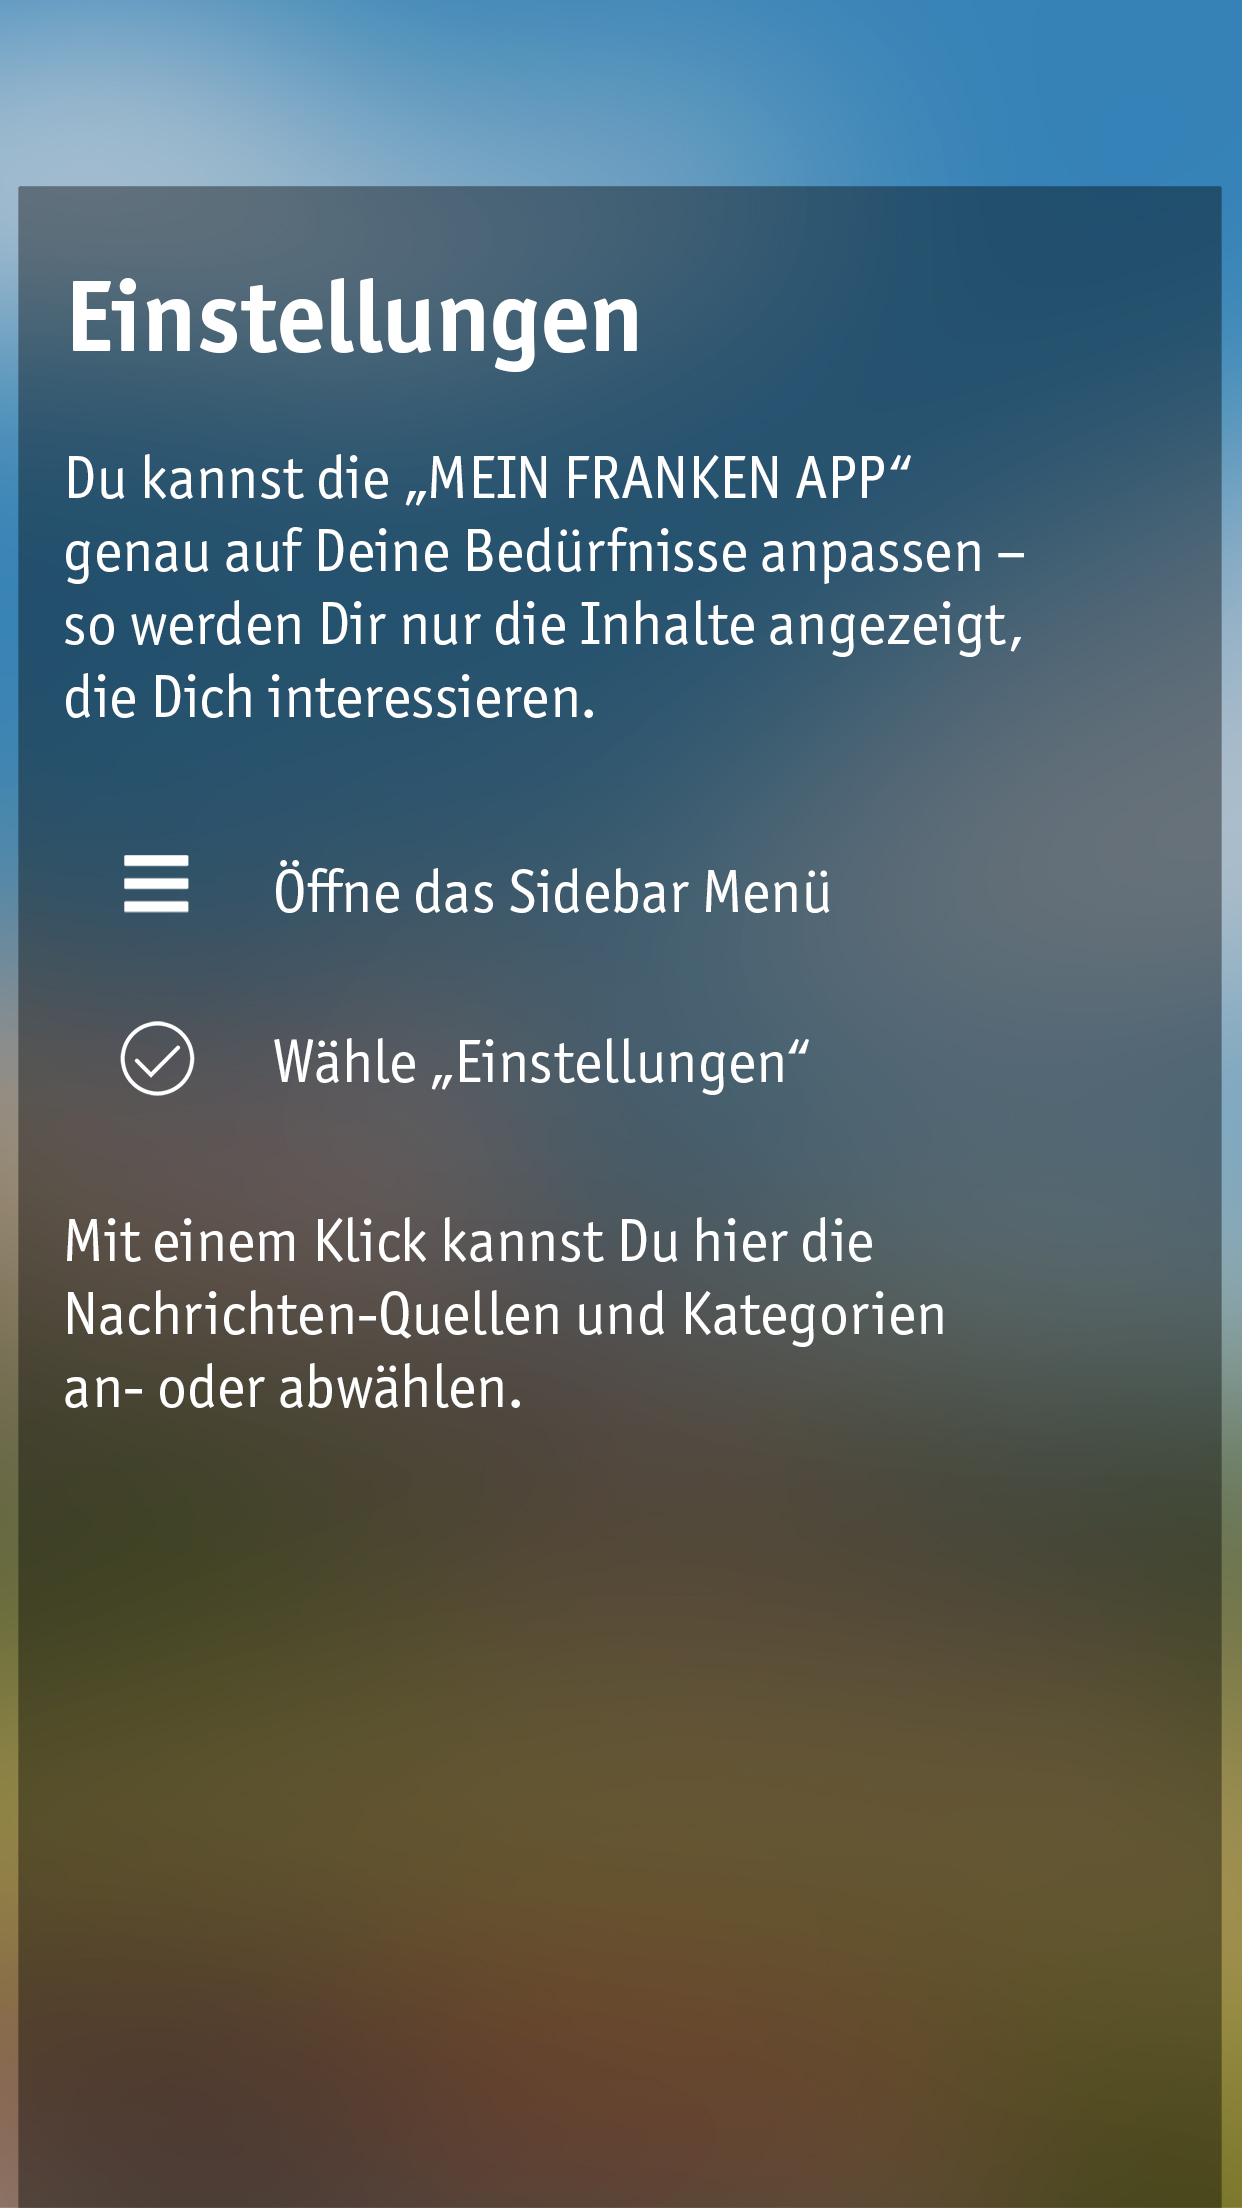 Einstellungen
Du kannst die „MEIN FRANKEN APP“
genau auf Deine Bedürfnisse anpassen –
so werden Dir nur die Inhalte angezeigt,
die Dich interessieren.
Öffne das Sidebar Menü
Wähle „Einstellungen“
Mit einem Klick kannst Du hier die
Nachrichten-Quellen und Kategorien
an- oder abwählen.